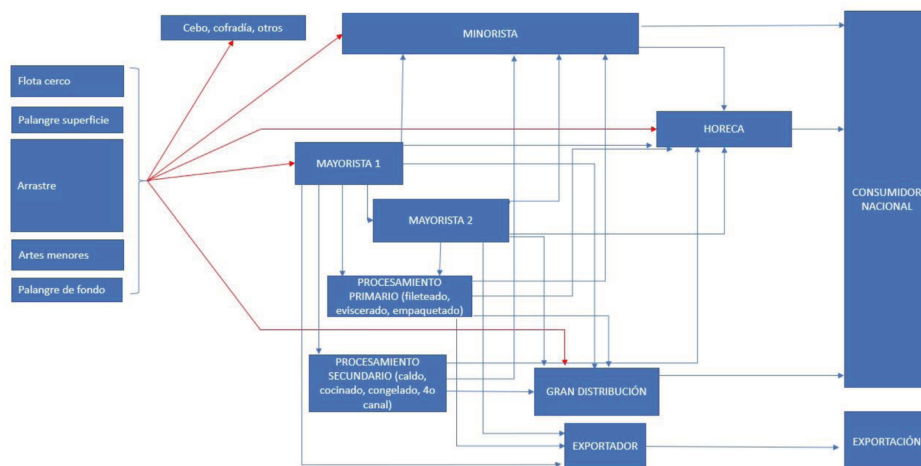 Cebo, cofradía, otros
MINORISTA
Flota cerco
Palangre superficie
Arrastre
Artes menores
Palangre de fondo
HORECA
MAYORISTA 1
MAYORISTA 2
PROCESAMIENTO
PRIMARIO (fileteado,
eviscerado, empaquetado)
PROCESAMIENTO
SECUNDARIO (caldo,
cocinado, congelado, 4o
canal)
GRAN DISTRIBUCIÓN
EXPORTADOR
CONSUMIDOR
NACIONAL
EXPORTACIÓN